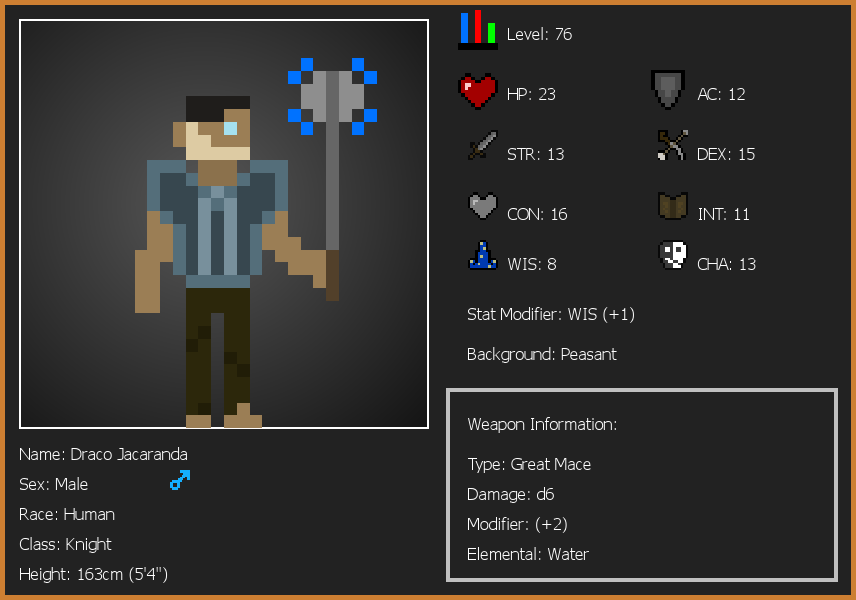 Level: 76
HP: 23
AC: 12
STR: 13
DEX: 15
CON: 16
INT: 11
WIS: 8
CHA: 13
Stat Modifier: WIS (+1)
Background: Peasant
Weapon Information:
Type: Great Mace
Damage: d6
Modifier: (+2)
Elemental: Water
Name: Draco Jacaranda
Sex: Male
Race: Human
Class: Knight
Height: 163cm (5'4")